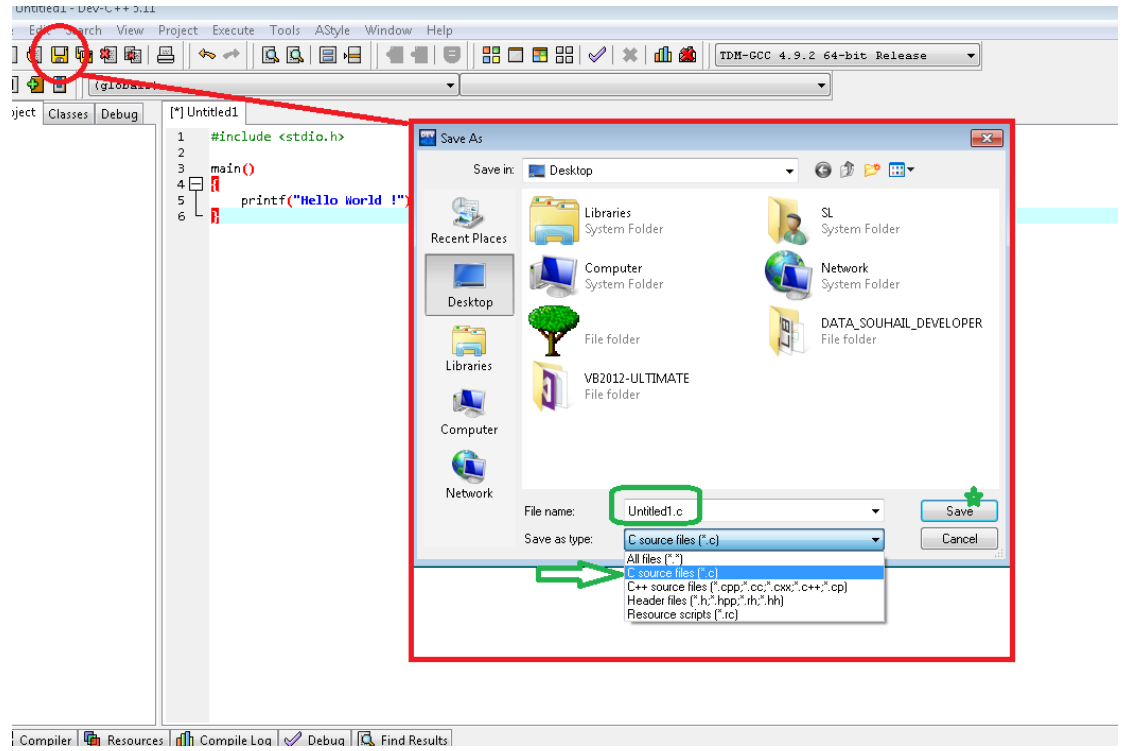 Untitled1 - Dev-C++ 5.11
Edit Search View Project Execute Tools AStyle Window Help
TDM-GCC 4.9.2 64-bit Release
(globals)
oject Classes Debug [*] Untitled1
1 #include <stdio.h>
2
3 main()
4 {
5 printf("Hello World !")
6 }
Save As
Save in: Desktop
Recent Places
Desktop
Libraries
Computer
Network
Libraries
System Folder
SL
System Folder
Computer
System Folder
Network
System Folder
File folder
DATA_SOUHAIL_DEVELOPER
File folder
VB2012-ULTIMATE
File folder
File name: Untitled1.c Save
Save as type: C source files (*.c) Cancel
All files (*.*)
C source files (*.c)
C++ source files (*.cpp;*.cc;*.cxx;*.c++;*.cp)
Header files (*.h;*.hpp;*.rh;*.hh)
Resource scripts (*.rc)
Compiler Resources Compile Log Debug Find Results